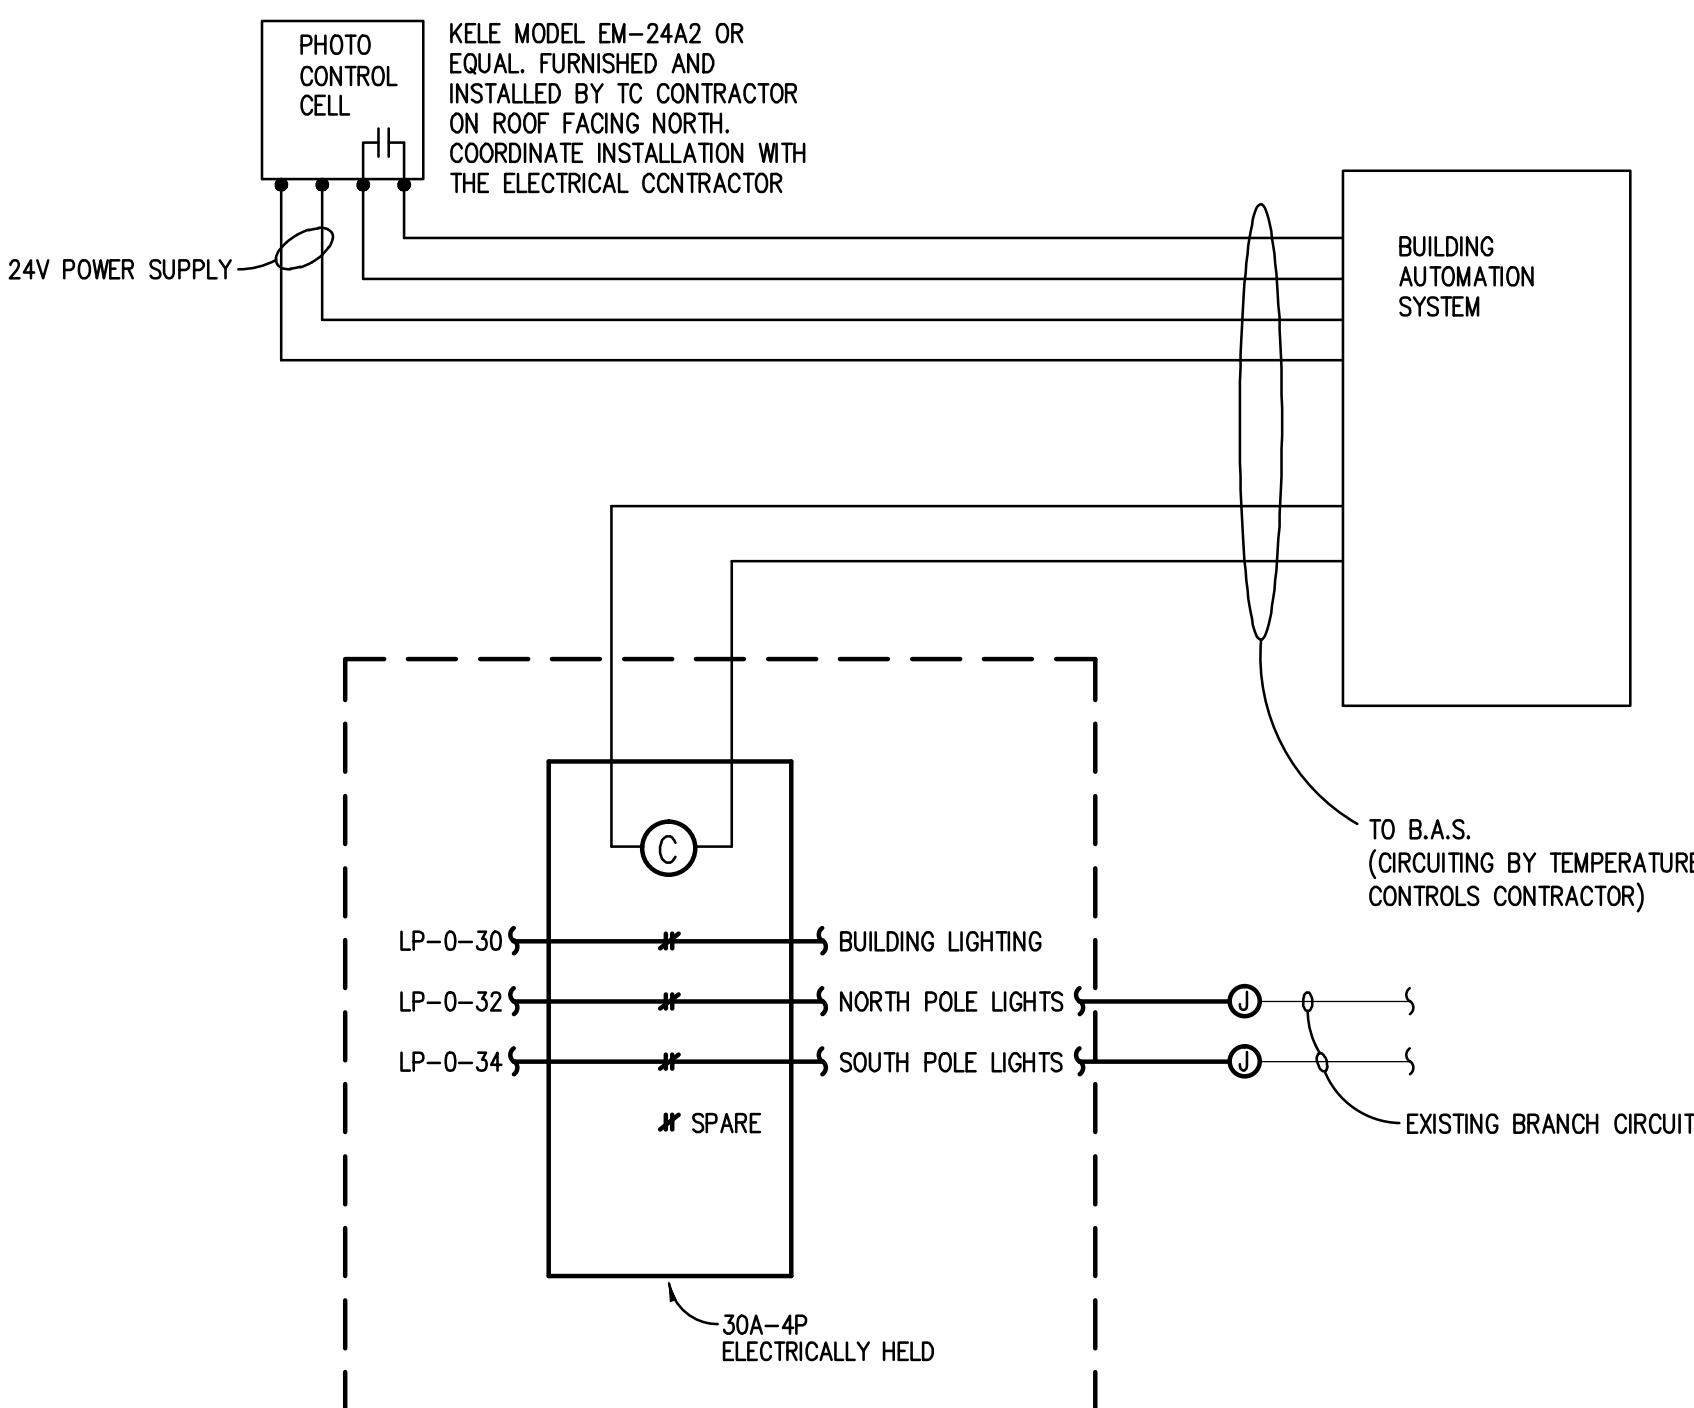 PHOTO
CONTROL
CELL
KELE MODEL EM-24A2 OR
EQUAL. FURNISHED AND
INSTALLED BY TC CONTRACTOR
ON ROOF FACING NORTH.
COORDINATE INSTALLATION WITH
THE ELECTRICAL CCNTRACTOR
24V POWER SUPPLY
BUILDING
AUTOMATION
SYSTEM
C
TO B.A.S.
(CIRCUITING BY TEMPERATURE
CONTROLS CONTRACTOR)
LP-0-30 BUILDING LIGHTING
LP-0-32 NORTH POLE LIGHTS J
LP-0-34 SOUTH POLE LIGHTS J
SPARE
EXISTING BRANCH CIRCUIT
30A-4P
ELECTRICALLY HELD